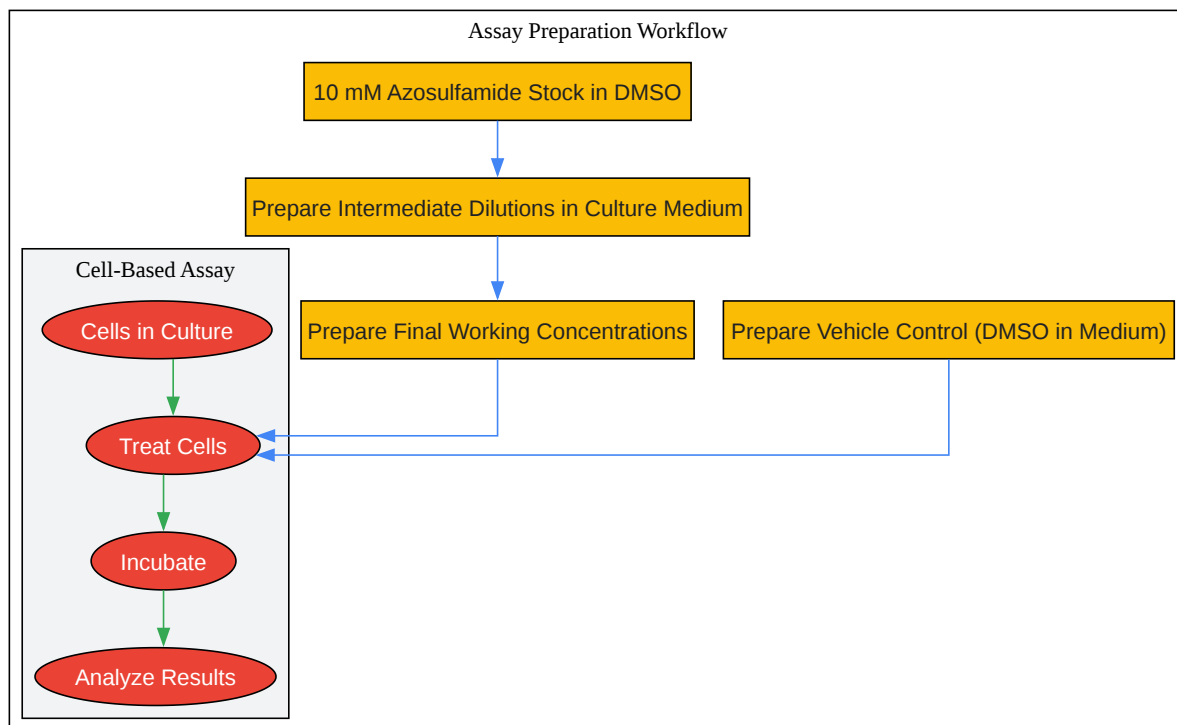 Assay Preparation Workflow
10 mM Azosulfamide Stock in DMSO
Prepare Intermediate Dilutions in Culture Medium
Cell-Based Assay
Cells in Culture
Prepare Final Working Concentrations
Prepare Vehicle Control (DMSO in Medium)
Treat Cells
Incubate
Analyze Results